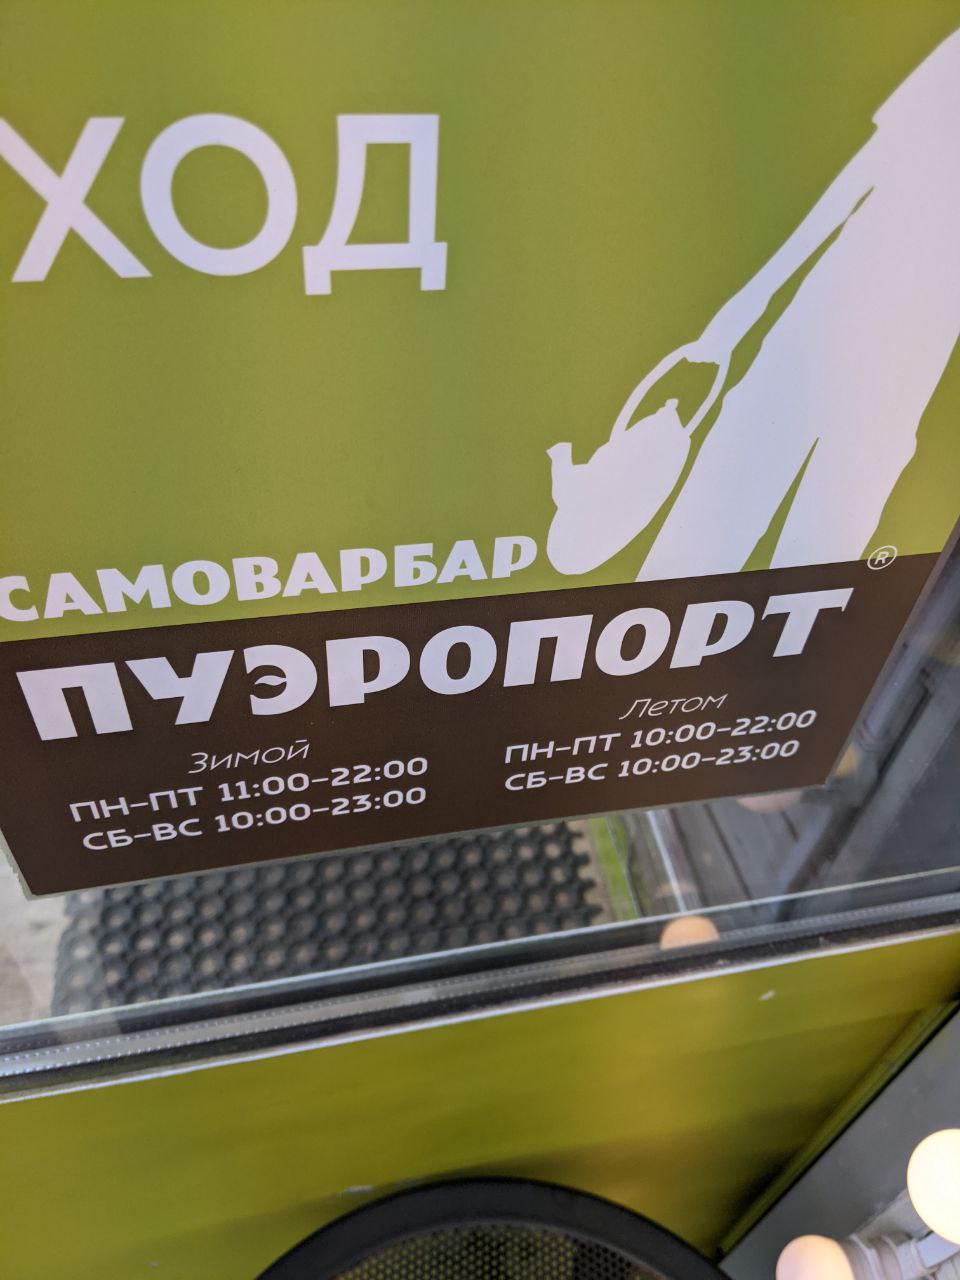 ХОД
САМОВАРБАР
ПУЭРОПОРТ
®
Зимой
ПН-ПТ 11:00-22:00
СБ-ВС 10:00-23:00
Летом
ПН-ПТ 10:00-22:00
СБ-ВС 10:00-23:00